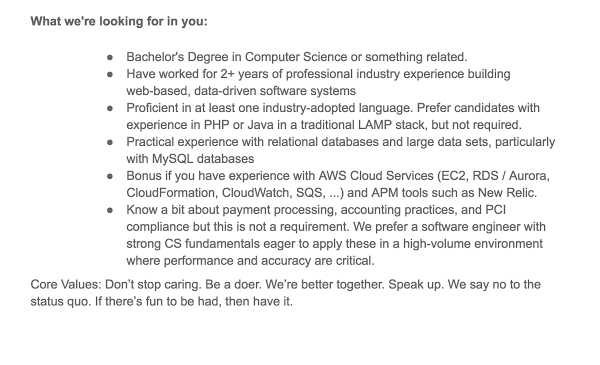 What we're looking for in you:
● Bachelor's Degree in Computer Science or something related.
● Have worked for 2+ years of professional industry experience building
web-based, data-driven software systems
● Proficient in at least one industry-adopted language. Prefer candidates with
experience in PHP or Java in a traditional LAMP stack, but not required.
● Practical experience with relational databases and large data sets, particularly
with MySQL databases
● Bonus if you have experience with AWS Cloud Services (EC2, RDS / Aurora,
CloudFormation, CloudWatch, SQS, ...) and APM tools such as New Relic.
● Know a bit about payment processing, accounting practices, and PCI
compliance but this is not a requirement. We prefer a software engineer with
strong CS fundamentals eager to apply these in a high-volume environment
where performance and accuracy are critical.
Core Values: Don’t stop caring. Be a doer. We’re better together. Speak up. We say no to the
status quo. If there’s fun to be had, then have it.